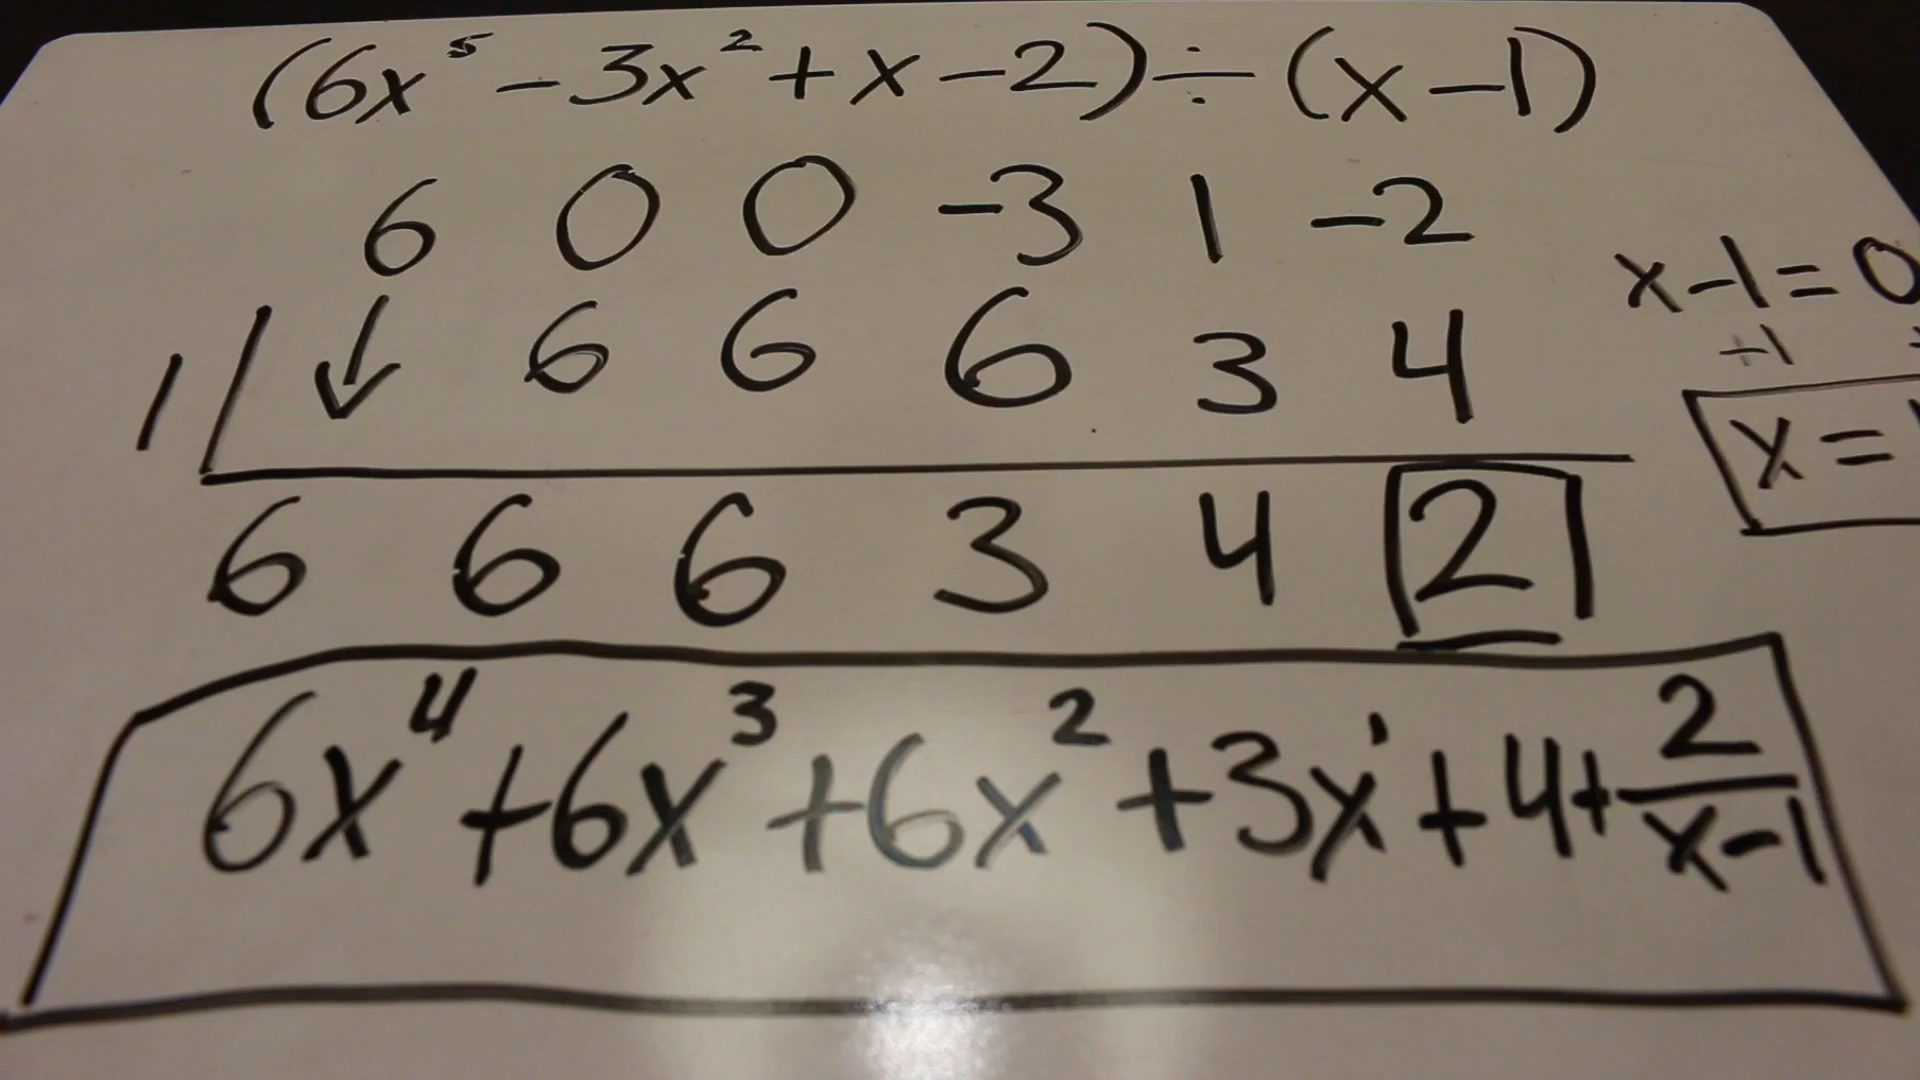 (6x⁵ - 3x² + x - 2) ÷ (x - 1)
6 0 0 -3 1 -2
x - 1 = 0
1 | ↓ 6 6 6 3 4
+1
x =
6 6 6 3 4 2
6x⁴ + 6x³ + 6x² + 3x¹ + 4 + 2/(x-1)